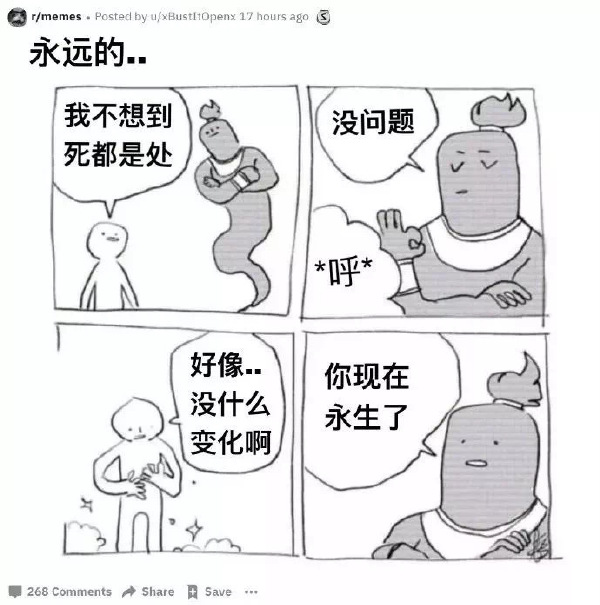 r/memes • Posted by u/xBustItOpenx 17 hours ago
永远的..
我不想到
死都是处
没问题
*呼*
好像..
没什么
变化啊
你现在
永生了
268 Comments Share Save ...